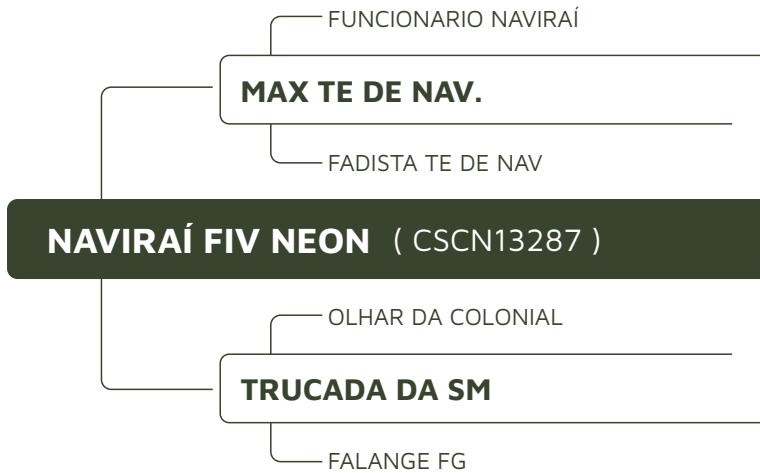 FUNCIONARIO NAVIRAÍ
MAX TE DE NAV.
FADISTA TE DE NAV
NAVIRAÍ FIV NEON ( CSCN13287 )
OLHAR DA COLONIAL
TRUCADA DA SM
FALANGE FG